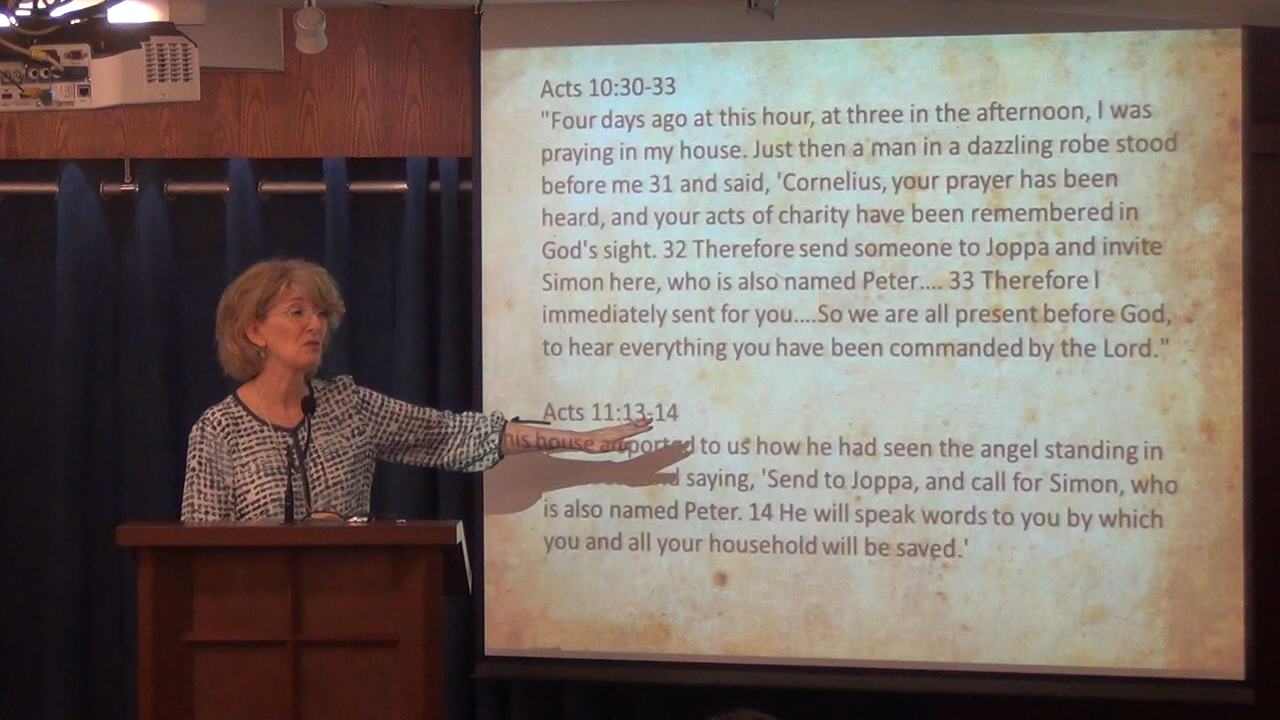 Acts 10:30-33
"Four days ago at this hour, at three in the afternoon, I was
praying in my house. Just then a man in a dazzling robe stood
before me 31 and said, 'Cornelius, your prayer has been
heard, and your acts of charity have been remembered in
God's sight. 32 Therefore send someone to Joppa and invite
Simon here, who is also named Peter.... 33 Therefore I
immediately sent for you....So we are all present before God,
to hear everything you have been commanded by the Lord."
Acts 11:13-14
his house to us how he had seen the angel standing in
saying, 'Send to Joppa, and call for Simon, who
is also named Peter. 14 He will speak words to you by which
you and all your household will be saved.'